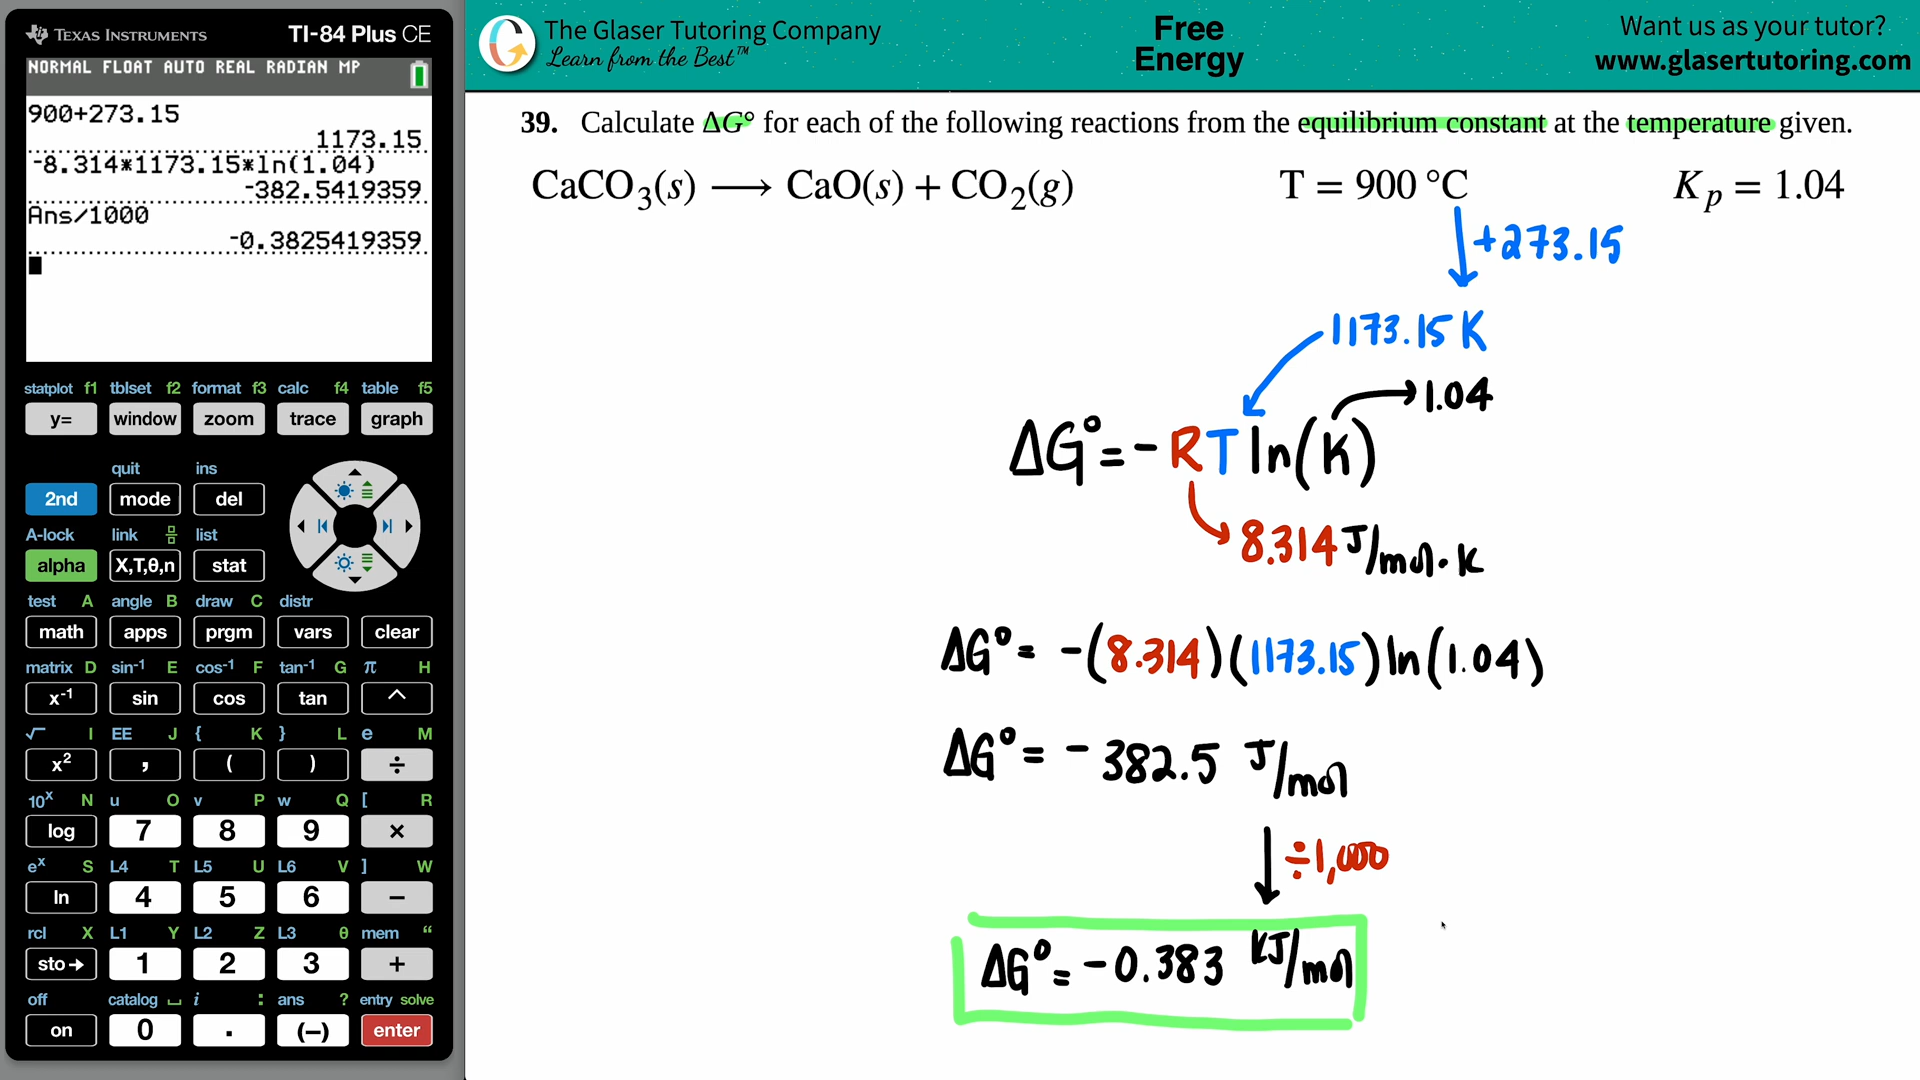 TEXAS INSTRUMENTS TI-84 Plus CE
NORMAL FLOAT AUTO REAL RADIAN MP
900+273.15
1173.15
-8.314*1173.15*ln(1.04)
-382.5419359
Ans/1000
-0.3825419359
statplot f1 tblset f2 format f3 calc f4 table f5
y= window zoom trace graph
quit ins
2nd mode del
A-lock link list
alpha X,T,θ,n stat
test A angle B draw C distr
math apps prgm vars clear
matrix D sin⁻¹ E cos⁻¹ F tan⁻¹ G π H
x⁻¹ sin cos tan ^
√ I EE J { K } L e M
x² , ( ) ÷
10ˣ N u O v P w Q [ R
log 7 8 9 ×
eˣ S L4 T L5 U L6 V ] W
ln 4 5 6 −
rcl X L1 Y L2 Z L3 θ mem “
sto→ 1 2 3 +
off catalog ⎵ i : ans ? entry solve
on 0 . (−) enter
The Glaser Tutoring Company
Learn from the Best™
Free
Energy
Want us as your tutor?
www.glasertutoring.com
39. Calculate ΔG° for each of the following reactions from the equilibrium constant at the temperature given.
CaCO₃(s) ⟶ CaO(s) + CO₂(g) T = 900 °C Kₚ = 1.04
+273.15
1173.15 K
1.04
ΔG° = -RT ln(K)
8.314 J/mol·K
ΔG° = -(8.314)(1173.15)ln(1.04)
ΔG° = -382.5 J/mol
÷1,000
ΔG° = -0.383 KJ/mol